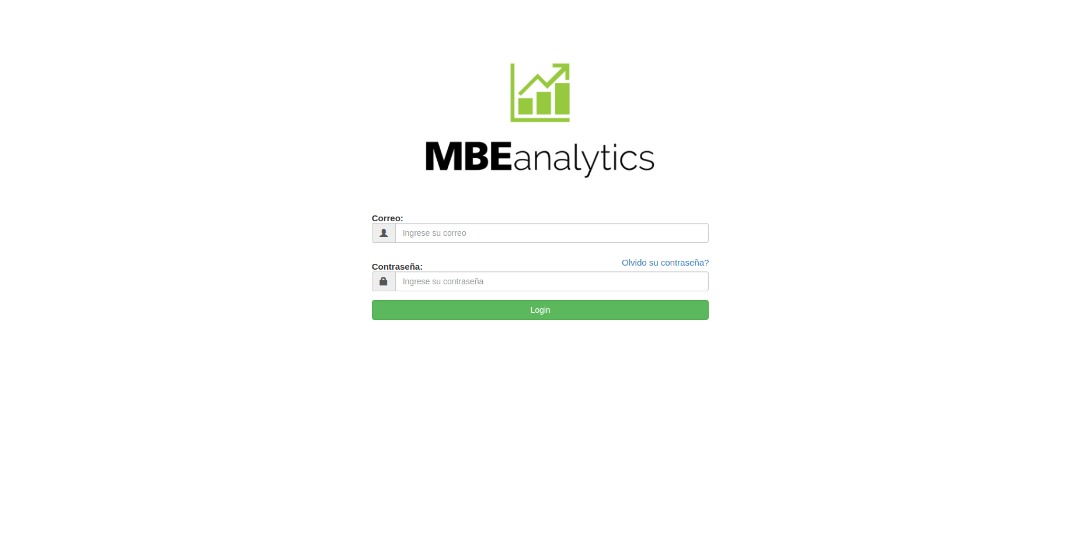 MBEanalytics
Correo:
Ingrese su correo
Olvido su contraseña?
Contraseña:
Ingrese su contraseña
Login